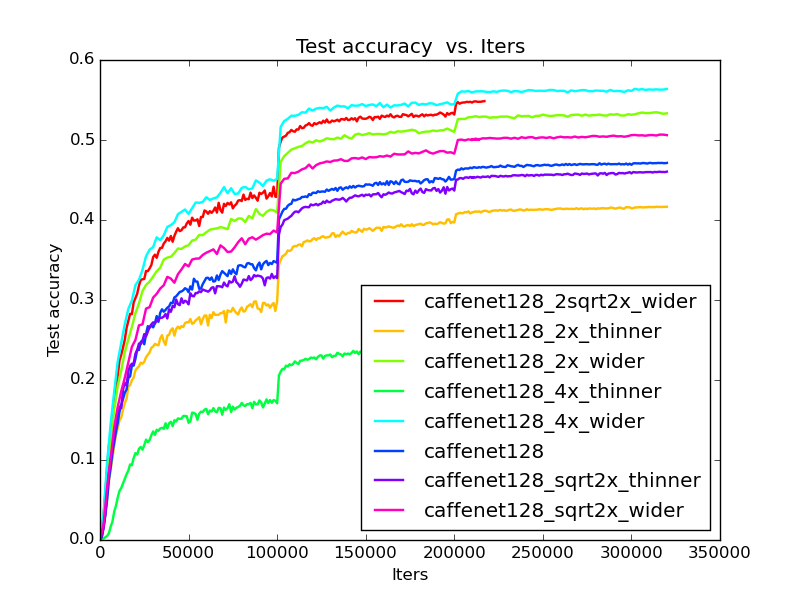 Test accuracy  vs. Iters
0.6
0.5
0.4
0.3
0.2
0.1
0.0
Test accuracy
caffenet128_2sqrt2x_wider
caffenet128_2x_thinner
caffenet128_2x_wider
caffenet128_4x_thinner
caffenet128_4x_wider
caffenet128
caffenet128_sqrt2x_thinner
caffenet128_sqrt2x_wider
0 50000 100000 150000 200000 250000 300000 350000
Iters